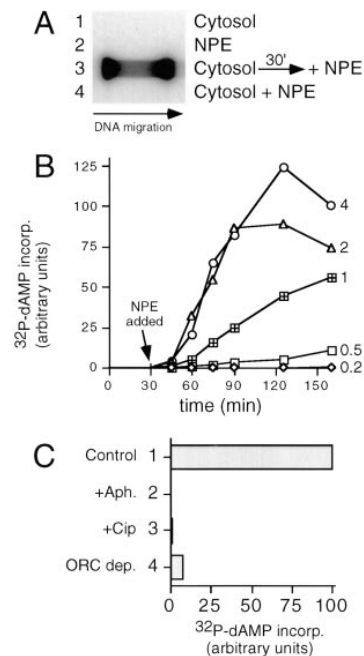 A
1 Cytosol
2 NPE
3 Cytosol 30' + NPE
4 Cytosol + NPE
DNA migration
B
32P-dAMP incorp.
(arbitrary units)
125
100
75
50
25
0
NPE
added
4
2
1
0.5
0.2
0 30 60 90 120 150
time (min)
C
Control 1
+Aph. 2
+Cip 3
ORC dep. 4
0 25 50 75 100
32P-dAMP incorp.
(arbitrary units)